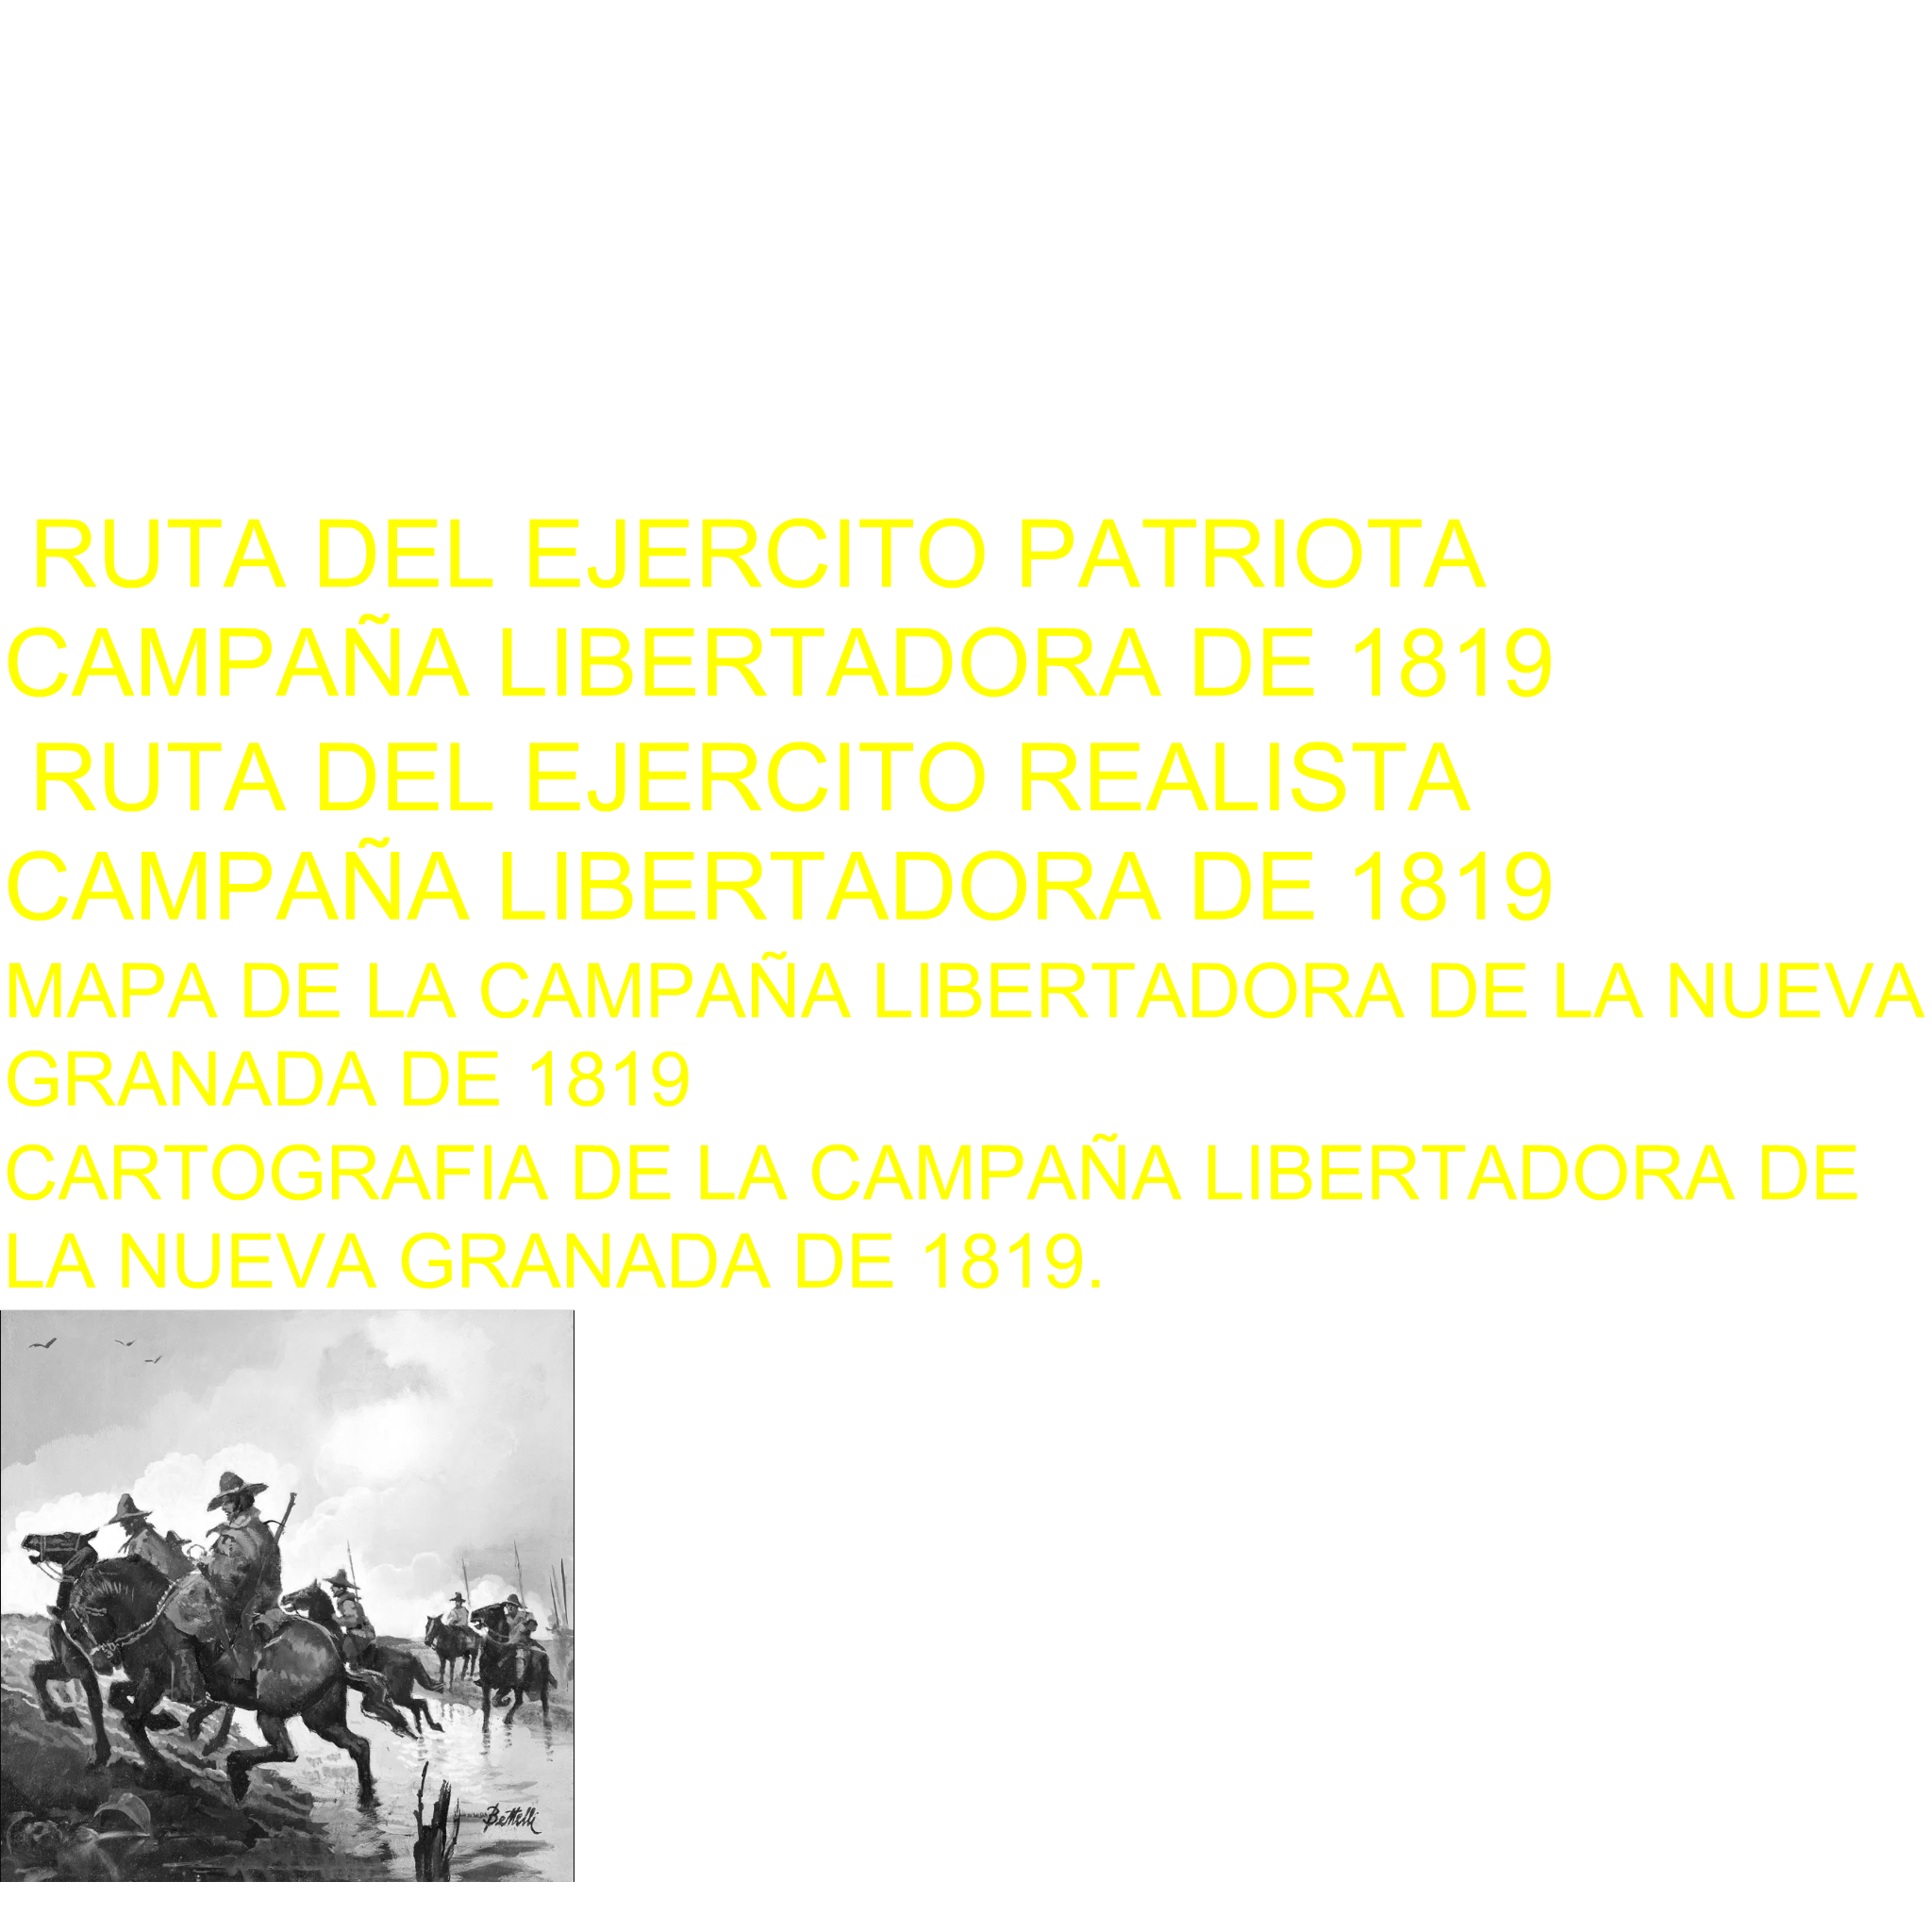 RUTA DEL EJERCITO PATRIOTA
CAMPAÑA LIBERTADORA DE 1819
RUTA DEL EJERCITO REALISTA
CAMPAÑA LIBERTADORA DE 1819
MAPA DE LA CAMPAÑA LIBERTADORA DE LA NUEVA
GRANADA DE 1819
CARTOGRAFIA DE LA CAMPAÑA LIBERTADORA DE
LA NUEVA GRANADA DE 1819.
Bettelli